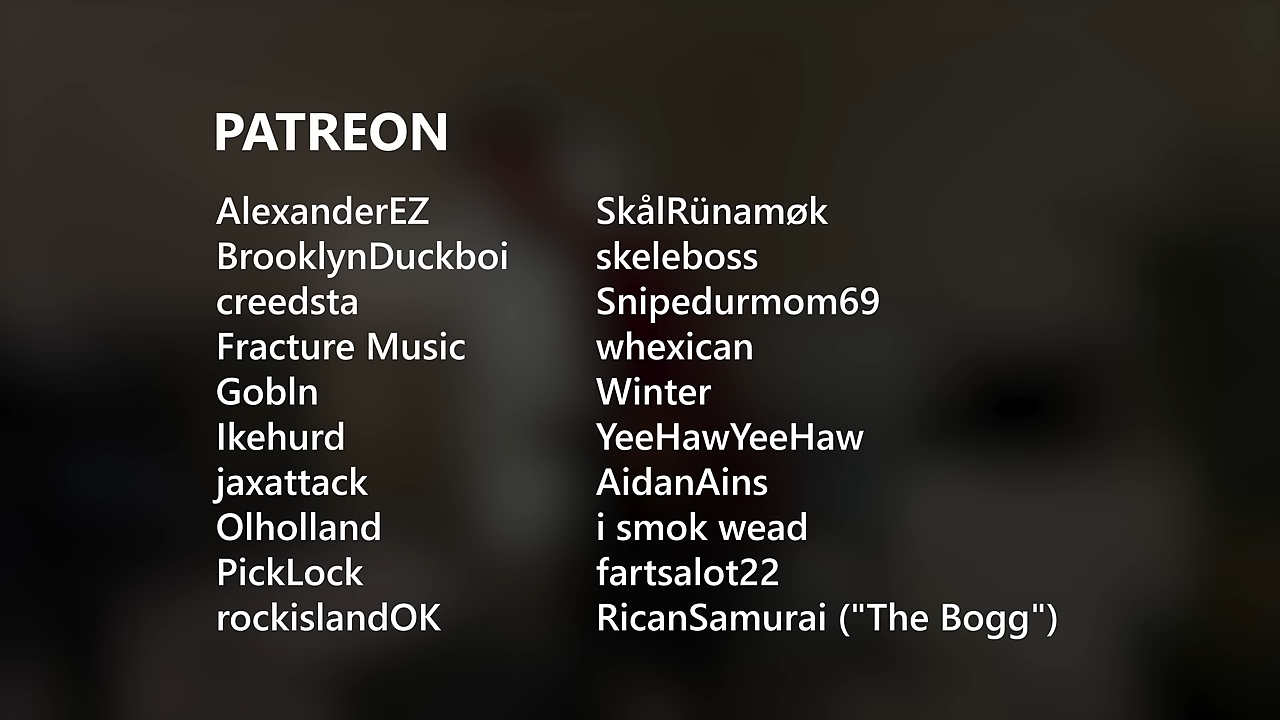 PATREON
AlexanderEZ
BrooklynDuckboi
creedsta
Fracture Music
Gobln
Ikehurd
jaxattack
Olholland
PickLock
rockislandOK
SkålRünamøk
skeleboss
Snipedurmom69
whexican
Winter
YeeHawYeeHaw
AidanAins
i smok wead
fartsalot22
RicanSamurai ("The Bogg")